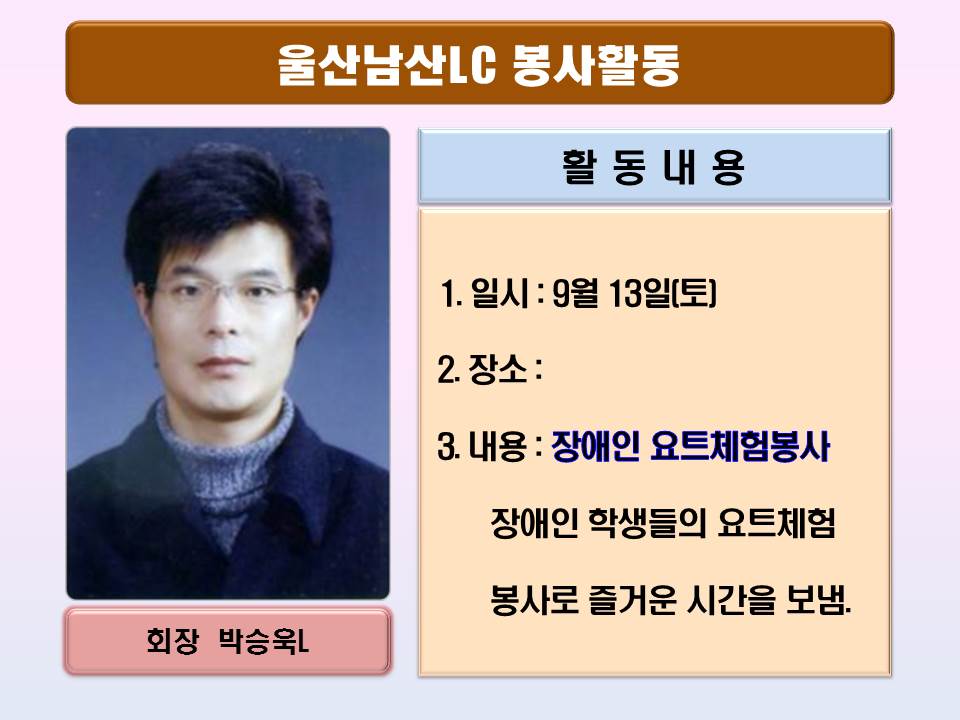 울산남산LC 봉사활동
활 동 내 용
1. 일시 : 9월 13일(토)
2. 장소 :
3. 내용 : 장애인 요트체험봉사
장애인 학생들의 요트체험
봉사로 즐거운 시간을 보냄.
회장 박승욱L